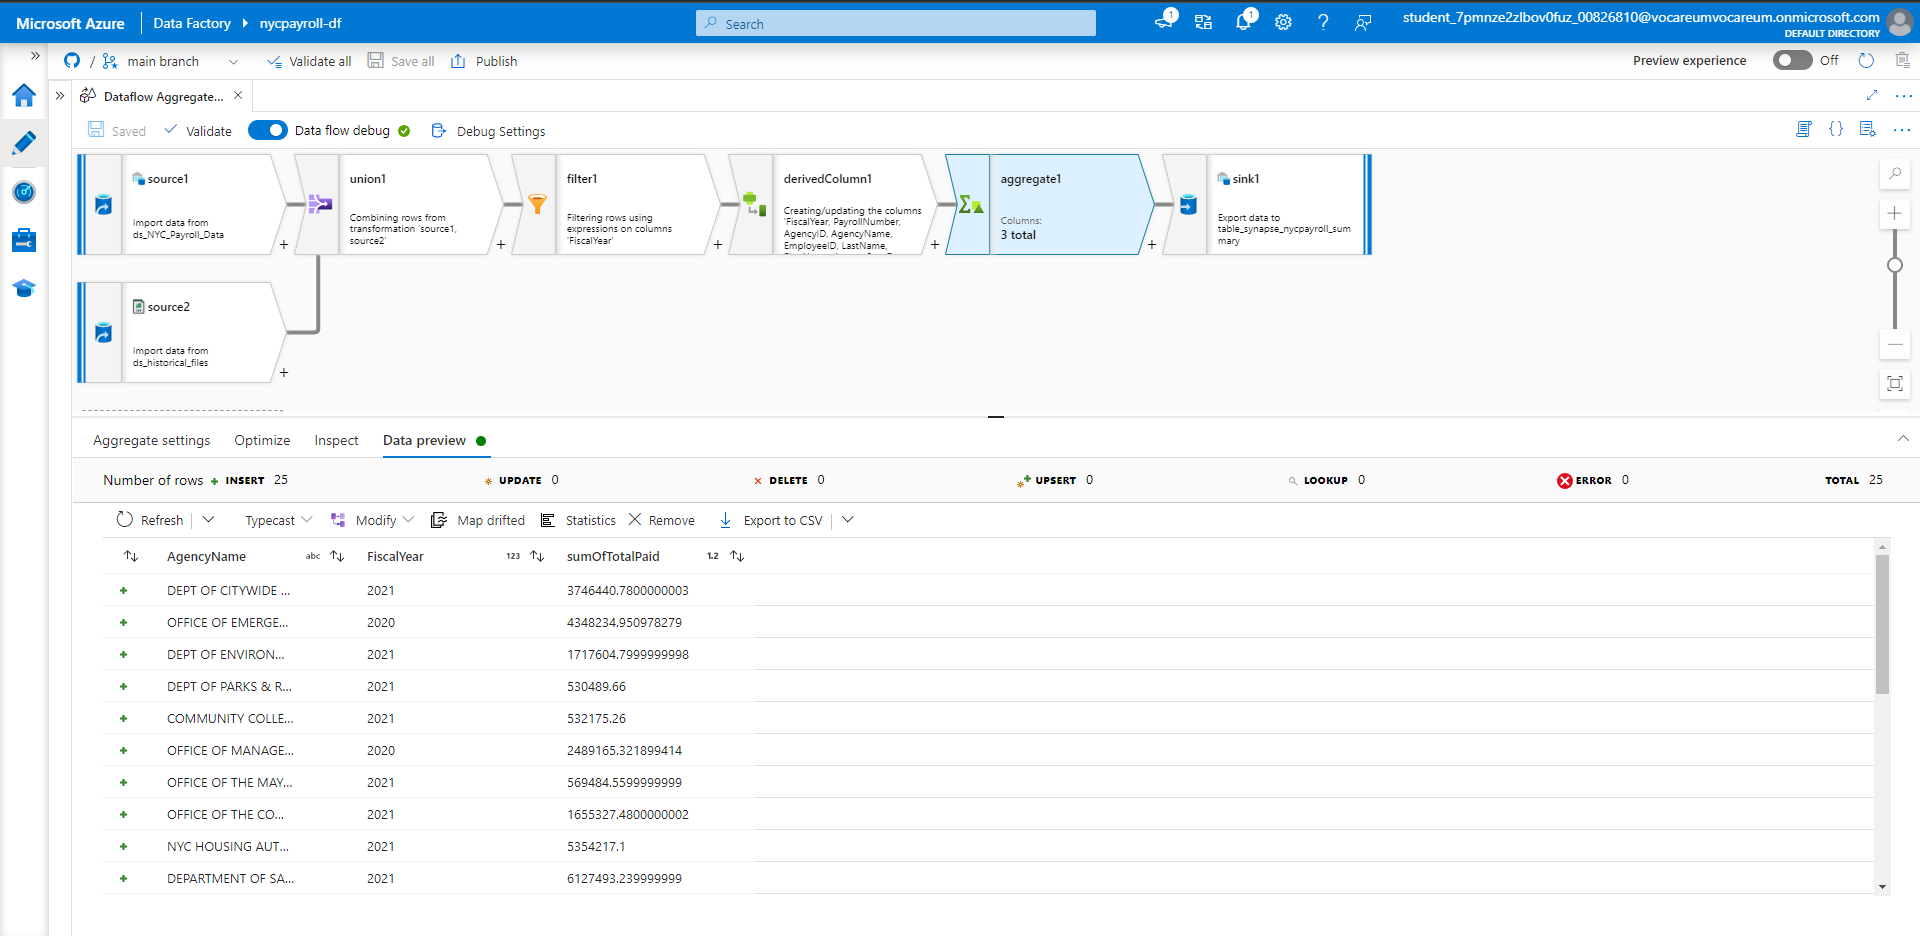 Microsoft Azure
Data Factory
nycpayroll-df
Search
1
1
student_7pmnze2zlbov0fuz_00826810@vocareumvocareum.onmicrosoft.com
DEFAULT DIRECTORY
/ main branch
Validate all
Save all
Publish
Preview experience
Off
Dataflow Aggregate...
Saved
Validate
Data flow debug
Debug Settings
source1
Import data from
ds_NYC_Payroll_Data
union1
Combining rows from
transformation 'source1,
source2'
filter1
Filtering rows using
expressions on columns
'FiscalYear'
derivedColumn1
Creating/updating the columns
'FiscalYear, PayrollNumber,
AgencyID, AgencyName,
EmployeeID, LastName,
aggregate1
Columns:
3 total
sink1
Export data to
table_synapse_nycpayroll_sum
mary
source2
Import data from
ds_historical_files
Aggregate settings
Optimize
Inspect
Data preview
Number of rows
INSERT 25
UPDATE 0
DELETE 0
UPSERT 0
LOOKUP 0
ERROR 0
TOTAL 25
Refresh
Typecast
Modify
Map drifted
Statistics
Remove
Export to CSV
AgencyName abc FiscalYear 123 sumOfTotalPaid 1.2
DEPT OF CITYWIDE ... 2021 3746440.7800000003
OFFICE OF EMERGE... 2020 4348234.950978279
DEPT OF ENVIRON... 2021 1717604.7999999998
DEPT OF PARKS & R... 2021 530489.66
COMMUNITY COLLE... 2021 532175.26
OFFICE OF MANAGE... 2020 2489165.321899414
OFFICE OF THE MAY... 2021 569484.5599999999
OFFICE OF THE CO... 2021 1655327.4800000002
NYC HOUSING AUT... 2021 5354217.1
DEPARTMENT OF SA... 2021 6127493.239999999